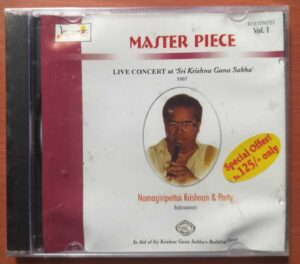 Vol. 1
MASTER PIECE
LIVE CONCERT at 'Sri Krishna Gana Sabha'
1987
Special Offer!
Rs. 125/- only
Namagiripettai Krishnan & Party
Nadaswaram
In Aid of Sri Krishna Gana Sabha's Building Fund